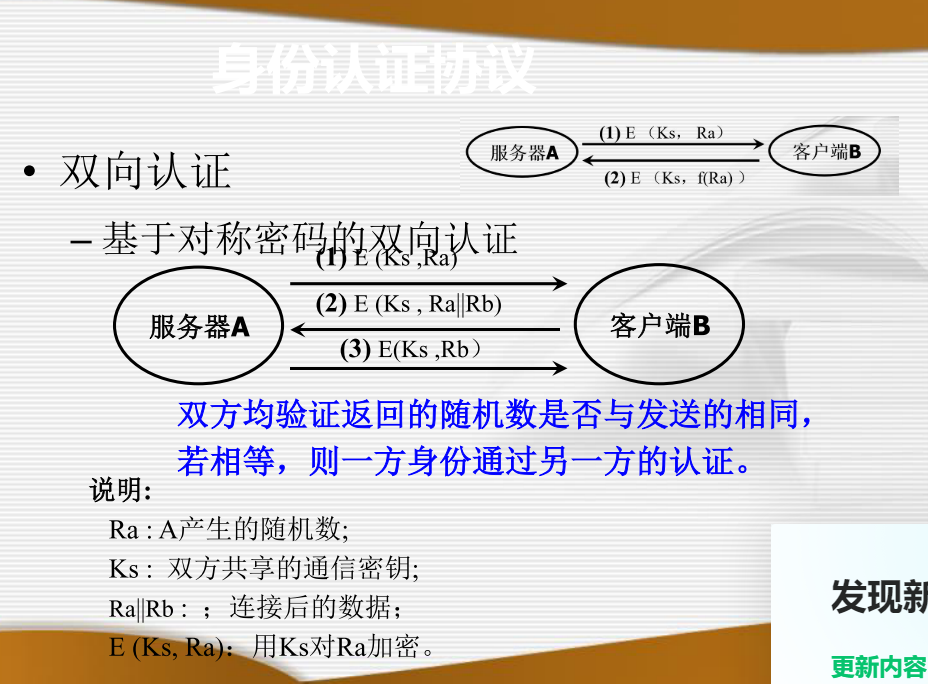 身份认证协议
服务器A
(1) E （Ks， Ra）
客户端B
(2) E （Ks，f(Ra) ）
• 双向认证
– 基于对称密码的双向认证
(1) E (Ks ,Ra)
(2) E (Ks , Ra||Rb)
服务器A
客户端B
(3) E(Ks ,Rb）
双方均验证返回的随机数是否与发送的相同，
若相等，则一方身份通过另一方的认证。
说明:
Ra : A产生的随机数;
Ks : 双方共享的通信密钥;
Ra||Rb : ；连接后的数据；
E (Ks, Ra)：用Ks对Ra加密。
发现新
更新内容